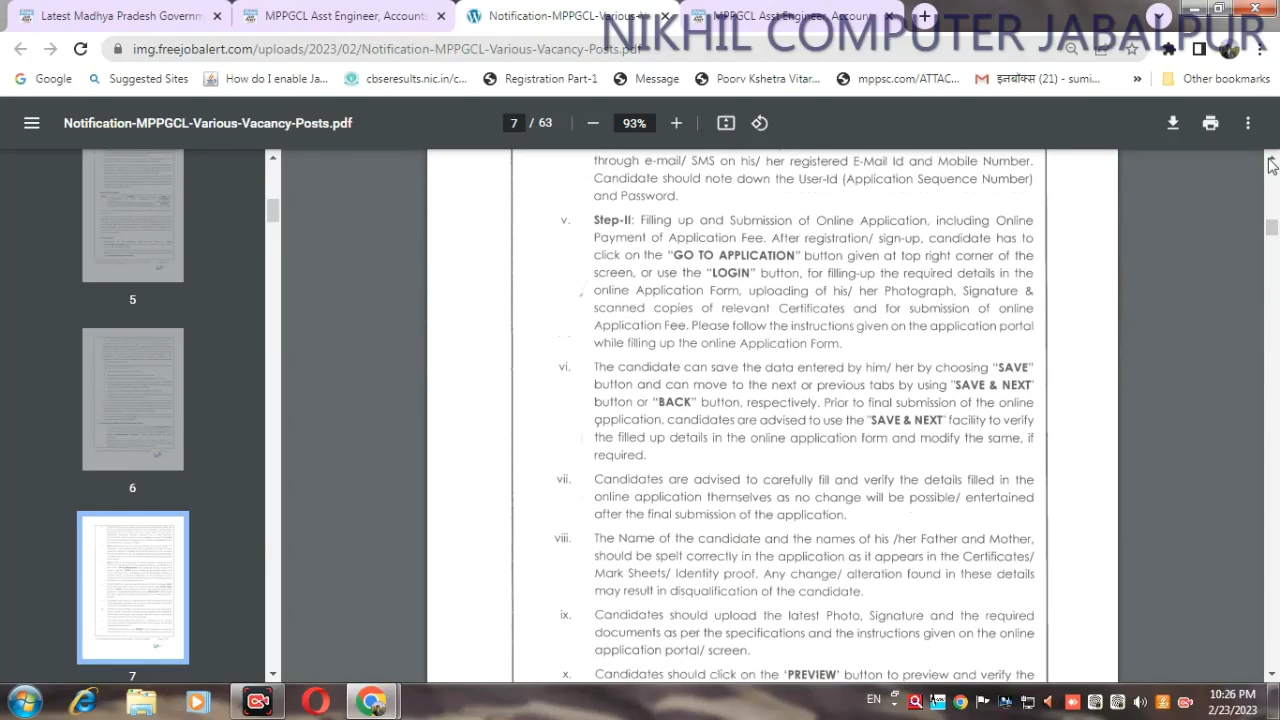 Latest Madhya Pradesh Governm
MPPGCL Asst Engineer, Account
Notification-MPPGCL-Various-V
MPPGCL Asst Engineer, Accoun
NIKHIL COMPUTER JABALPUR
img.freejobalert.com/uploads/2023/02/Notification-MPPGCL-Various-Vacancy-Posts.pdf
Google
Suggested Sites
How do I enable Ja...
cbseresults.nic.in/c...
Registration Part-1
Message
Poorv Kshetra Vitar...
mppsc.com/ATTAC...
इनबॉक्स (21) - sumi...
»
Other bookmarks
Notification-MPPGCL-Various-Vacancy-Posts.pdf
7 / 63
93%
5
6
7
through e-mail/ SMS on his/ her registered E-Mail Id and Mobile Number.
Candidate should note down the User-Id (Application Sequence Number)
and Password.
v. Step-II: Filling up and Submission of Online Application, including Online
Payment of Application Fee. After registration/ sign-up, candidate has to
click on the "GO TO APPLICATION" button given at top right corner of the
screen, or use the "LOGIN" button, for filling-up the required details in the
online Application Form, uploading of his/ her Photograph, Signature &
scanned copies of relevant Certificates and for submission of online
Application Fee. Please follow the instructions given on the application portal
while filling up the online Application Form.
vi. The candidate can save the data entered by him/ her by choosing "SAVE"
button and can move to the next or previous tabs by using "SAVE & NEXT"
button or "BACK" button, respectively. Prior to final submission of the online
application, candidates are advised to use the "SAVE & NEXT" facility to verify
the filled up details in the online application form and modify the same, if
required.
vii. Candidates are advised to carefully fill and verify the details filled in the
online application themselves as no change will be possible/ entertained
after the final submission of the application.
viii. The Name of the candidate and the names of his /her Father and Mother,
should be spelt correctly in the application as it appears in the Certificates/
Mark Sheets/ Identity proof. Any change/ alteration found in these details
may result in disqualification of the candidate.
ix. Candidates should upload the latest Photo, Signature and the required
documents as per the specifications and the instructions given on the online
application portal/ screen.
x. Candidates should click on the 'PREVIEW' button to preview and verify the
EN
10:26 PM
2/23/2023